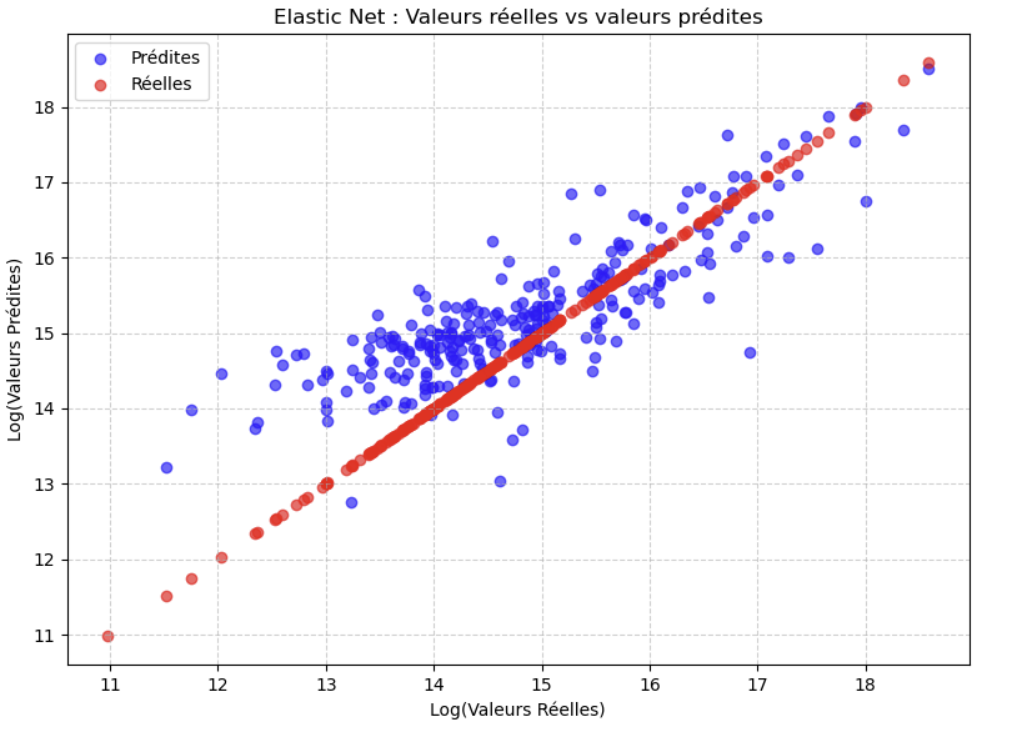 Elastic Net : Valeurs réelles vs valeurs prédites
Prédites
Réelles
Log(Valeurs Prédites)
18
17
16
15
14
13
12
11
11 12 13 14 15 16 17 18
Log(Valeurs Réelles)